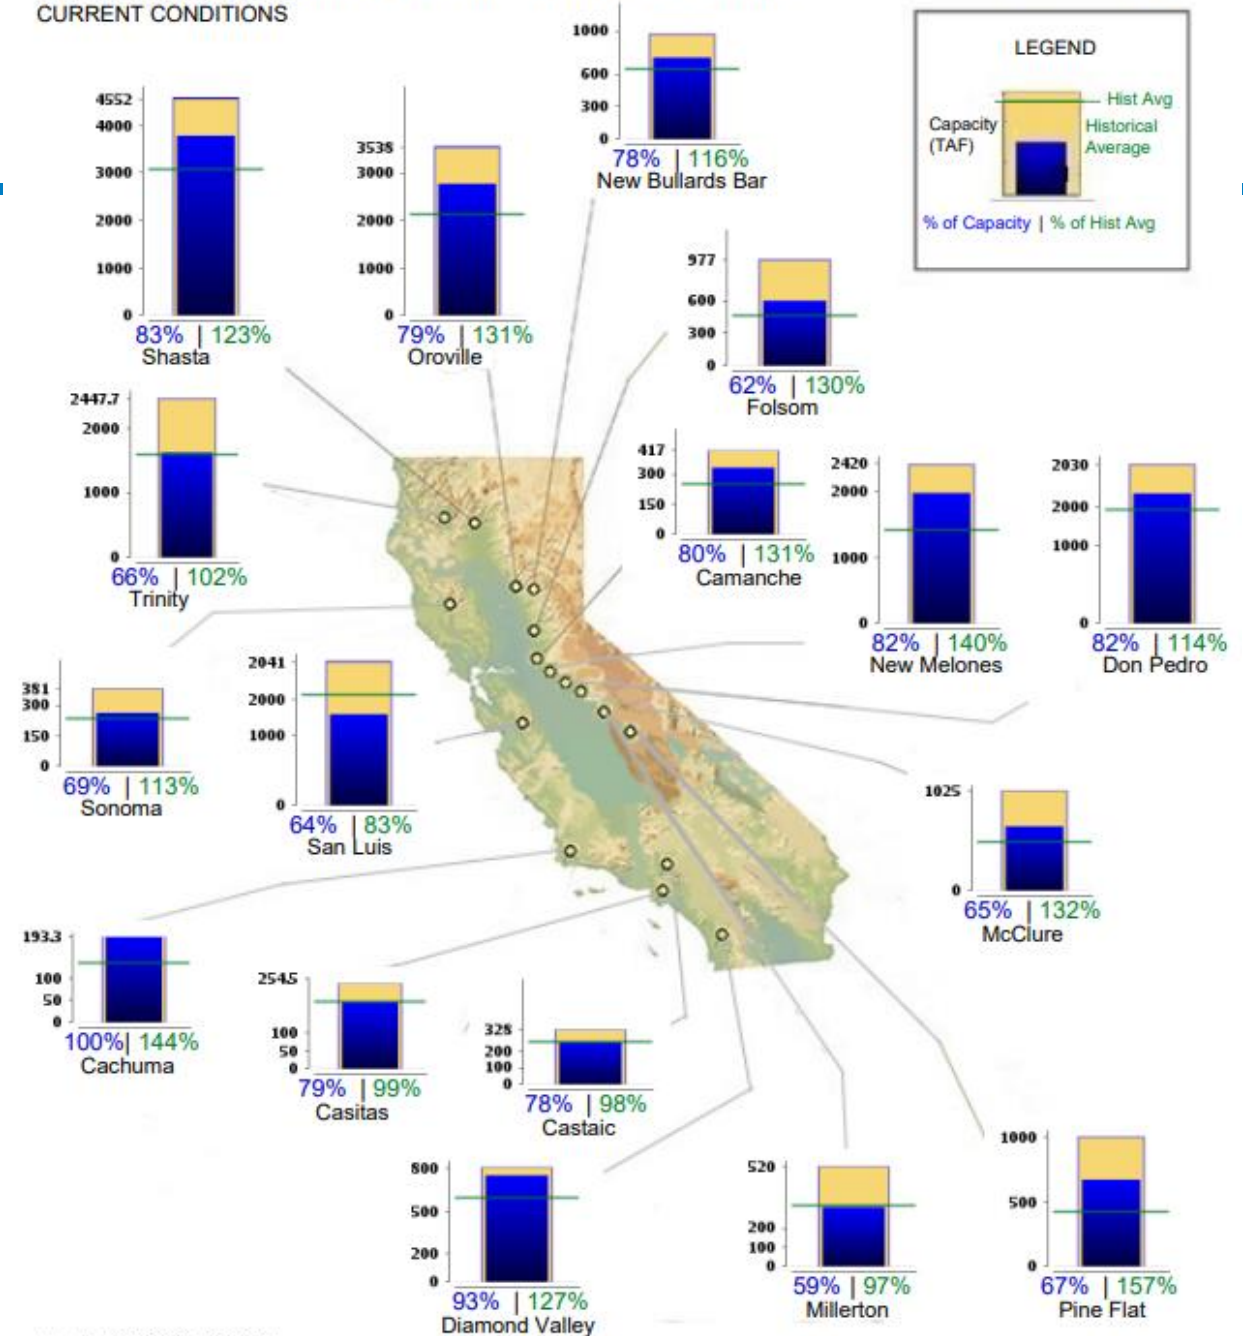 CURRENT CONDITIONS
1000
600
300
0
78% | 116%
New Bullards Bar
LEGEND
Hist Avg
Capacity
(TAF)
Historical
Average
% of Capacity | % of Hist Avg
4552
4000
3000
2000
1000
0
83% | 123%
Shasta
3538
3000
2000
1000
0
79% | 131%
Oroville
977
600
300
0
62% | 130%
Folsom
2447.7
2000
1000
0
66% | 102%
Trinity
417
300
150
0
80% | 131%
Camanche
2420
2000
1000
0
82% | 140%
New Melones
2030
2000
1000
0
82% | 114%
Don Pedro
381
300
150
0
69% | 113%
Sonoma
2041
2000
1000
0
64% | 83%
San Luis
1025
0
65% | 132%
McClure
193.3
100
50
0
100% | 144%
Cachuma
254.5
100
50
0
79% | 99%
Casitas
325
200
100
0
78% | 98%
Castaic
800
500
200
0
93% | 127%
Diamond Valley
520
200
100
0
59% | 97%
Millerton
1000
500
0
67% | 157%
Pine Flat